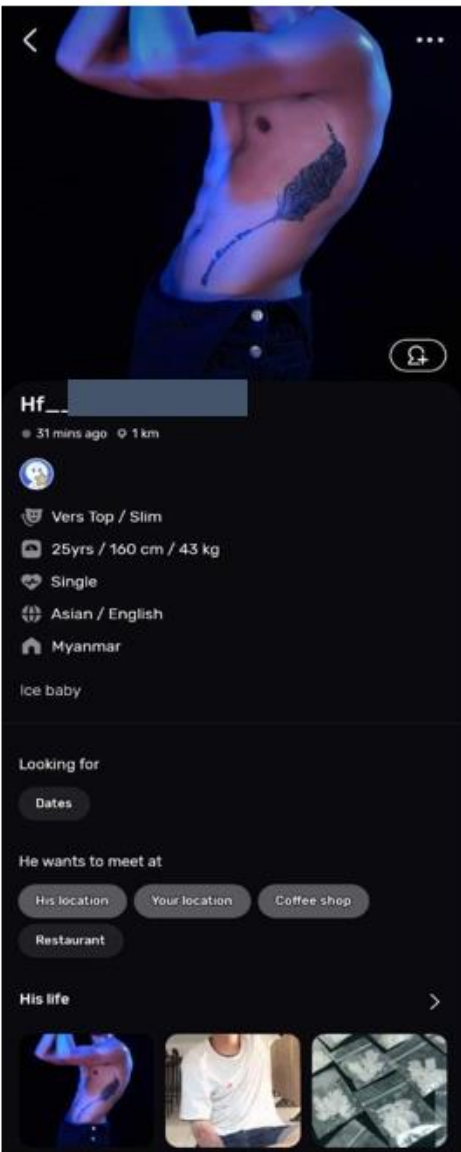 Hf__
31 mins ago 1 km
Vers Top / Slim
25yrs / 160 cm / 43 kg
Single
Asian / English
Myanmar
Ice baby
Looking for
Dates
He wants to meet at
His location Your location Coffee shop
Restaurant
His life